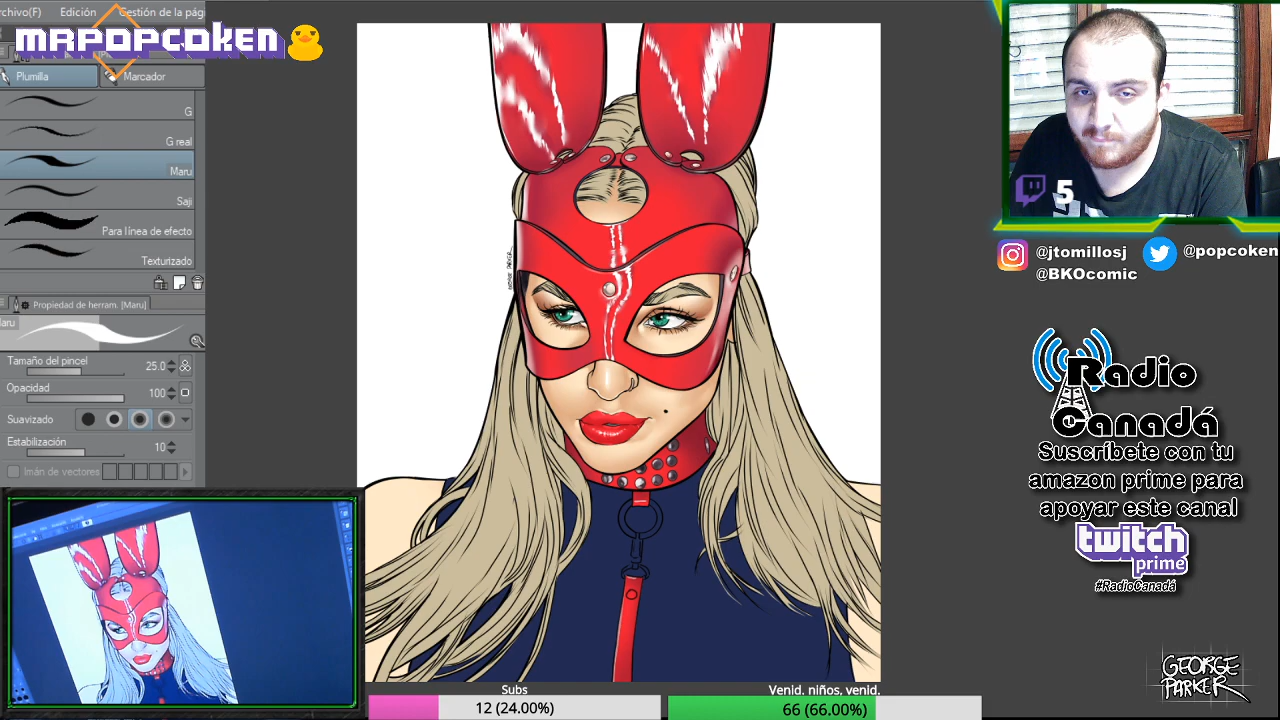 rchivo(F) Edición Gestión de la pág
MRPOPCOKEN
Plumilla
Marcador
G
G real
Maru
Saji
Para línea de efecto
Texturizado
Propiedad de herram. [Maru]
Maru
Tamaño del pincel 25.0
Opacidad 100
Suavizado
Estabilización 10
Imán de vectores
5
@jtomillosj @popcoken
@BKOcomic
Radio
Canadá
Suscríbete con tu
amazon prime para
apoyar este canal
twitch
prime
#RadioCanadá
GEORGE PARKER
GEORGE
PARKER
Subs
12 (24.00%)
Venid, niños, venid.
66 (66.00%)